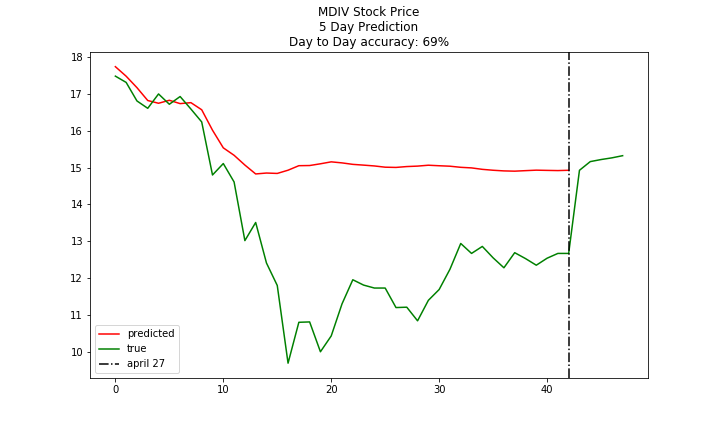 MDIV Stock Price
5 Day Prediction
Day to Day accuracy: 69%
18
17
16
15
14
13
12
11
10
predicted
true
april 27
0
10
20
30
40